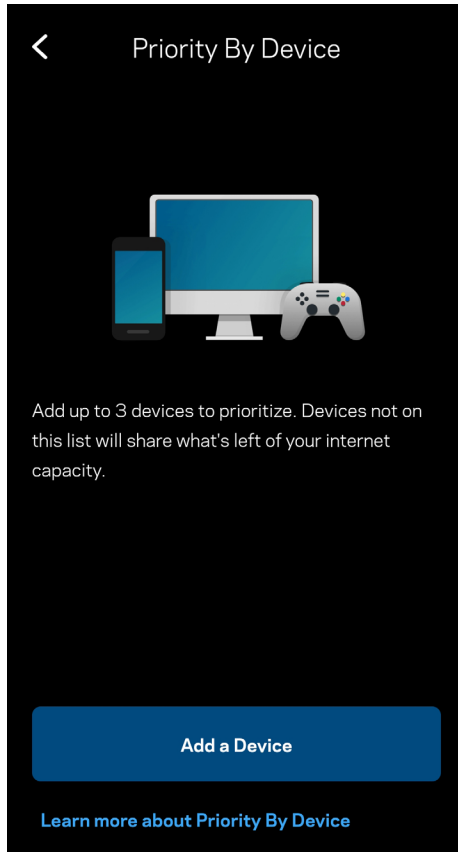 Priority By Device
Add up to 3 devices to prioritize. Devices not on
this list will share what's left of your internet
capacity.
Add a Device
Learn more about Priority By Device